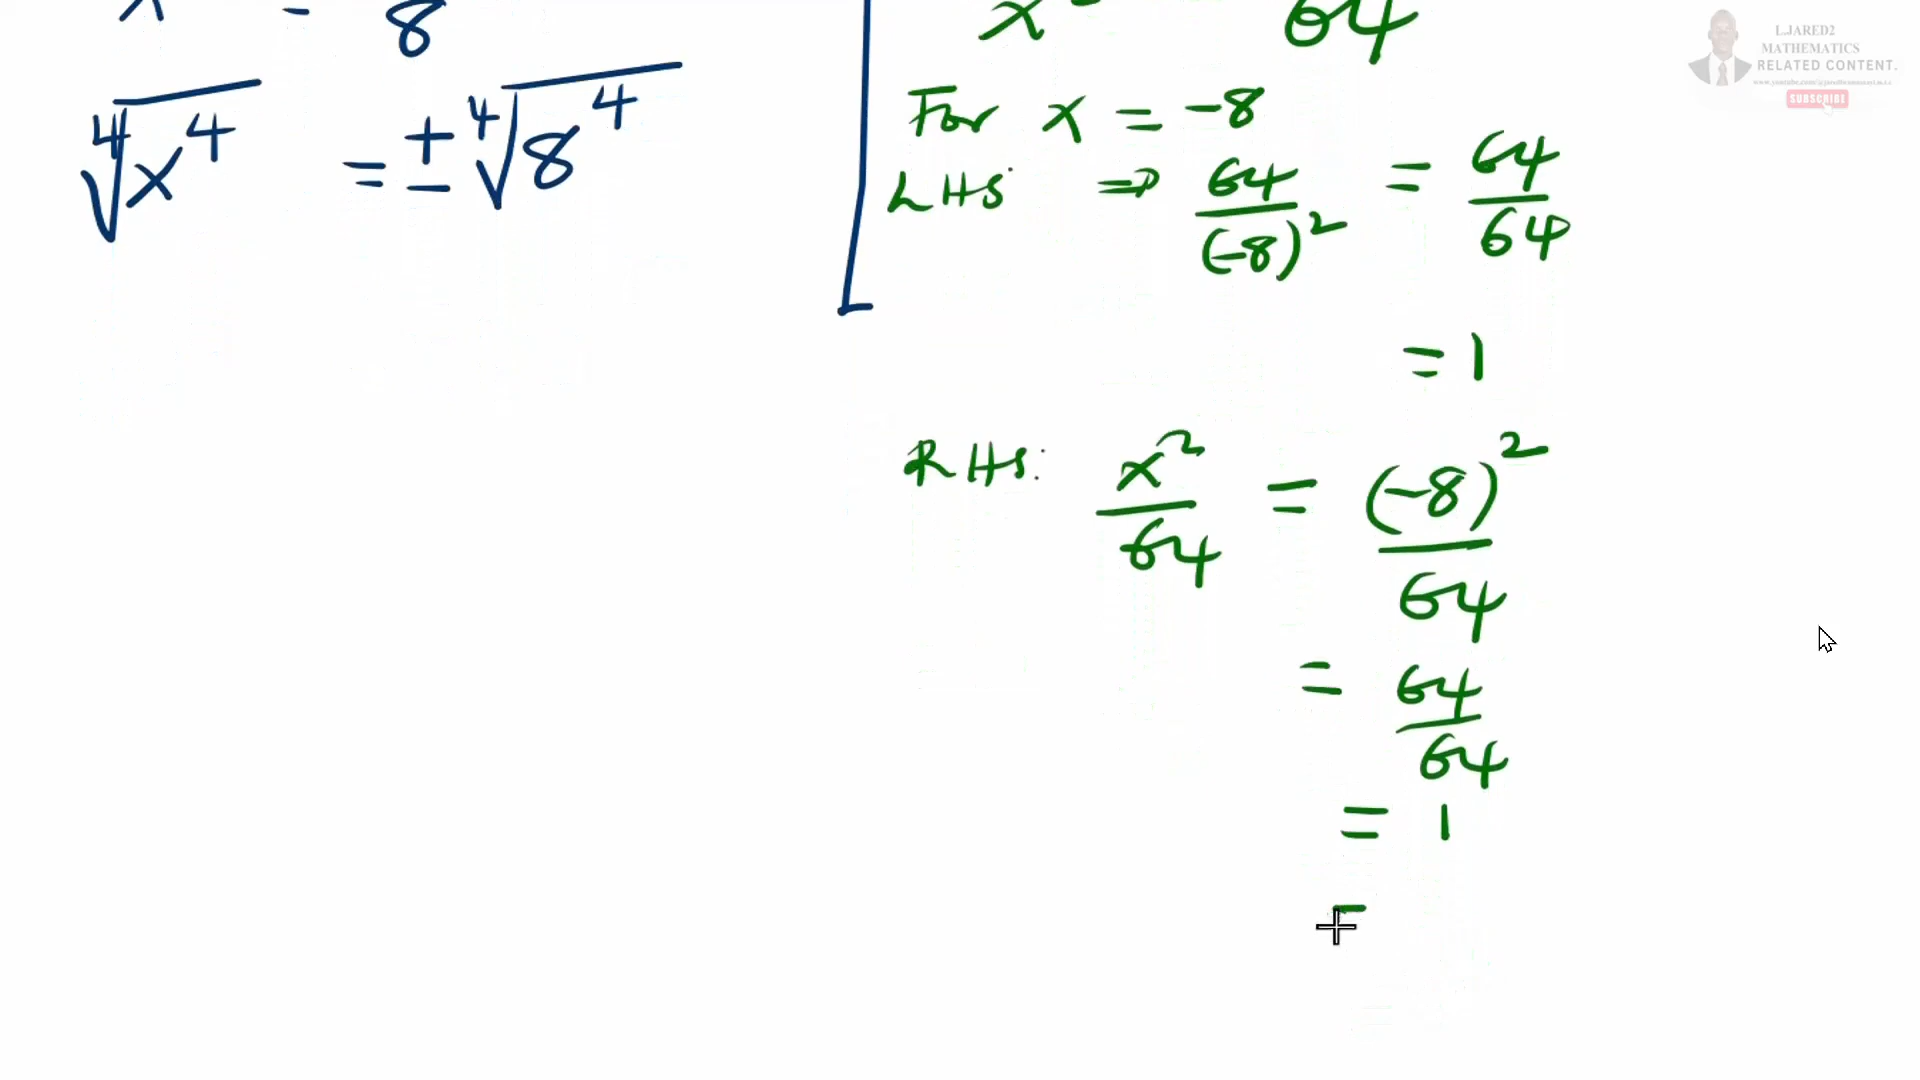 x = 8
⁴√x⁴ = ± ⁴√8⁴
x² 64
For x = -8
LHS: ⇒ 64/(-8)² = 64/64
= 1
RHS: x²/64 = (-8)²/64
= 64/64
= 1
L.JARED2
MATHEMATICS
RELATED CONTENT.
SUBSCRIBE